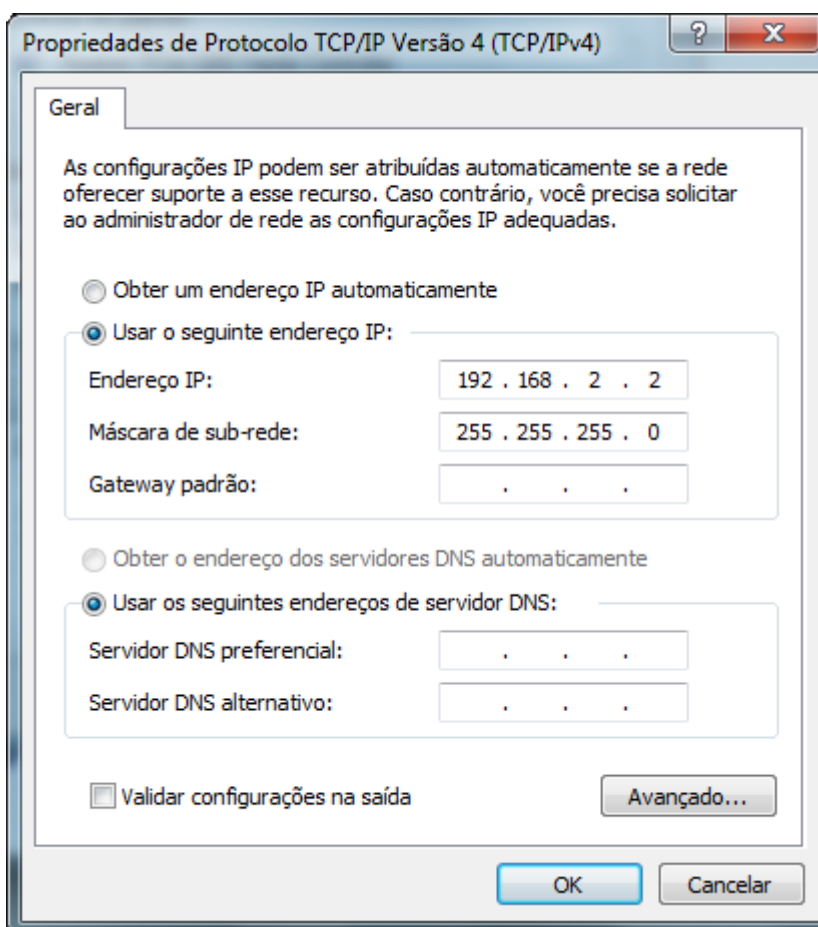 Propriedades de Protocolo TCP/IP Versão 4 (TCP/IPv4)
Geral
As configurações IP podem ser atribuídas automaticamente se a rede
oferecer suporte a esse recurso. Caso contrário, você precisa solicitar
ao administrador de rede as configurações IP adequadas.
Obter um endereço IP automaticamente
Usar o seguinte endereço IP:
Endereço IP: 192 . 168 . 2 . 2
Máscara de sub-rede: 255 . 255 . 255 . 0
Gateway padrão: . . .
Obter o endereço dos servidores DNS automaticamente
Usar os seguintes endereços de servidor DNS:
Servidor DNS preferencial: . . .
Servidor DNS alternativo: . . .
Validar configurações na saída Avançado...
OK Cancelar